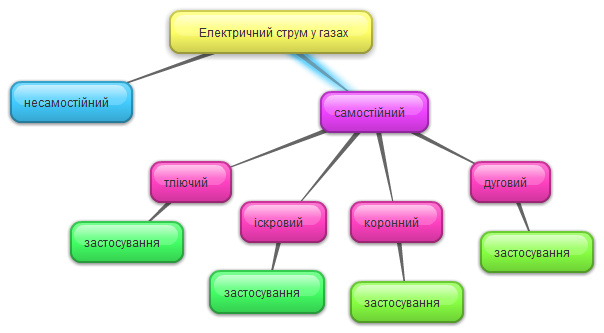 Електричний струм у газах
несамостійний
самостійний
тліючий
іскровий
коронний
дуговий
застосування
застосування
застосування
застосування